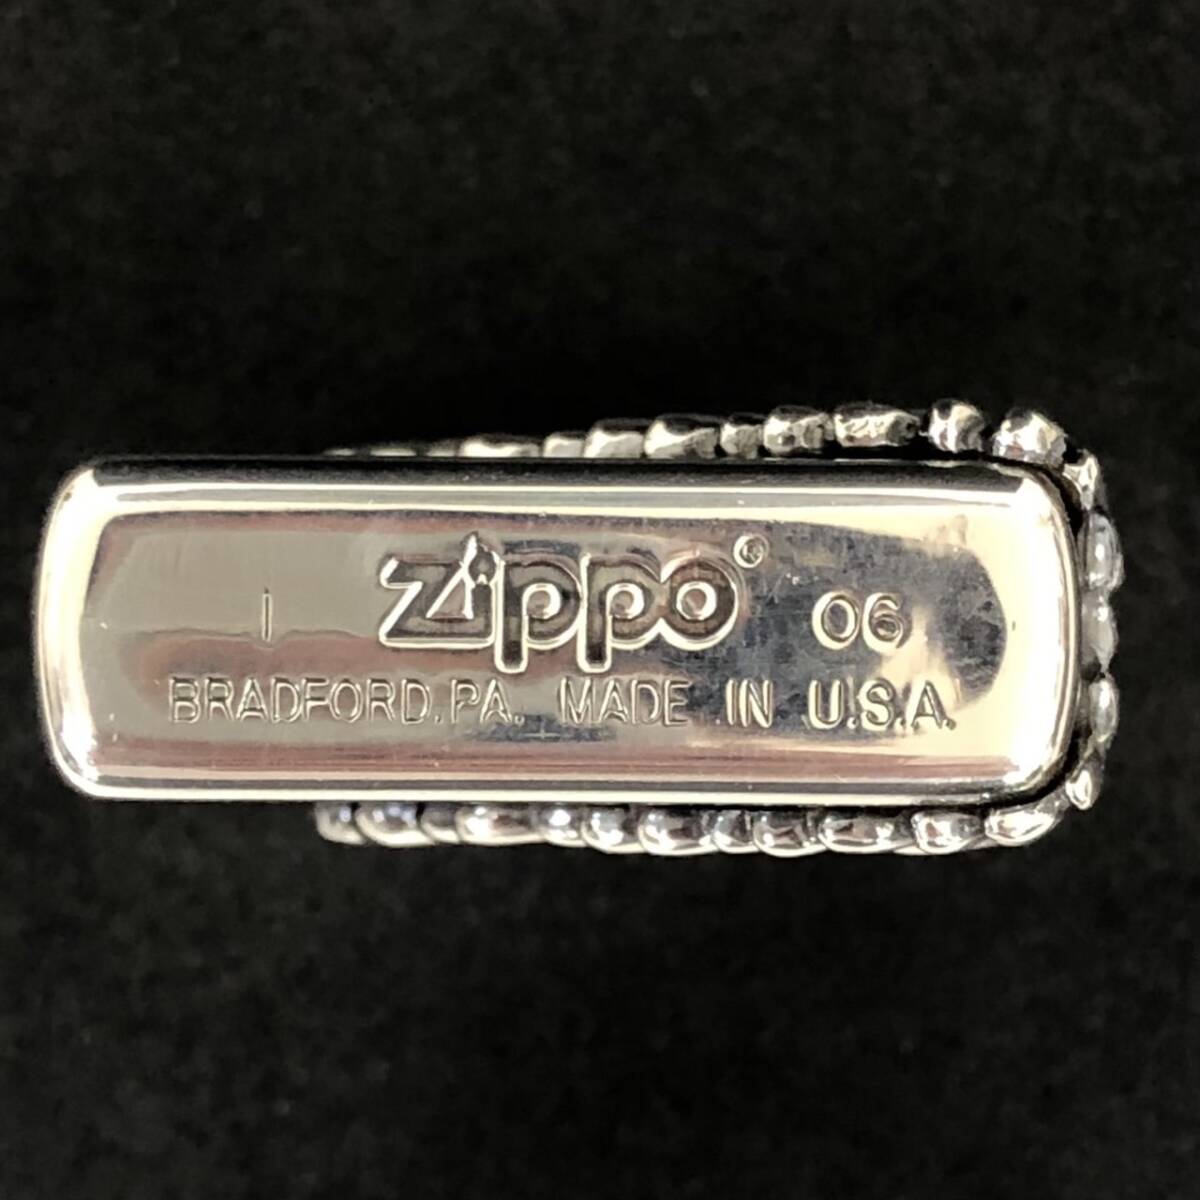 I Zippo® 06
BRADFORD, PA. MADE IN U.S.A.